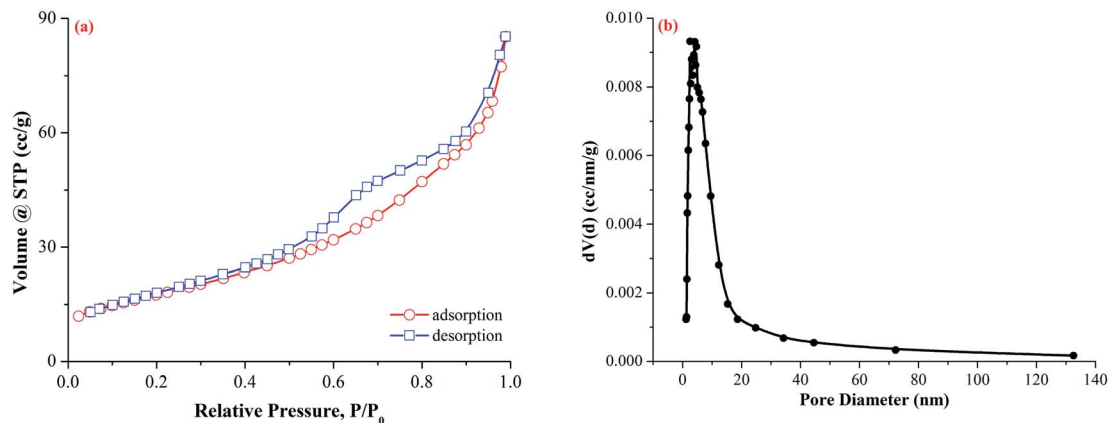 (a)
90
60
30
0
Volume @ STP (cc/g)
adsorption
desorption
0.0 0.2 0.4 0.6 0.8 1.0
Relative Pressure, P/P₀
(b)
0.010
0.008
0.006
0.004
0.002
0.000
dV(d) (cc/nm/g)
0 20 40 60 80 100 120 140
Pore Diameter (nm)